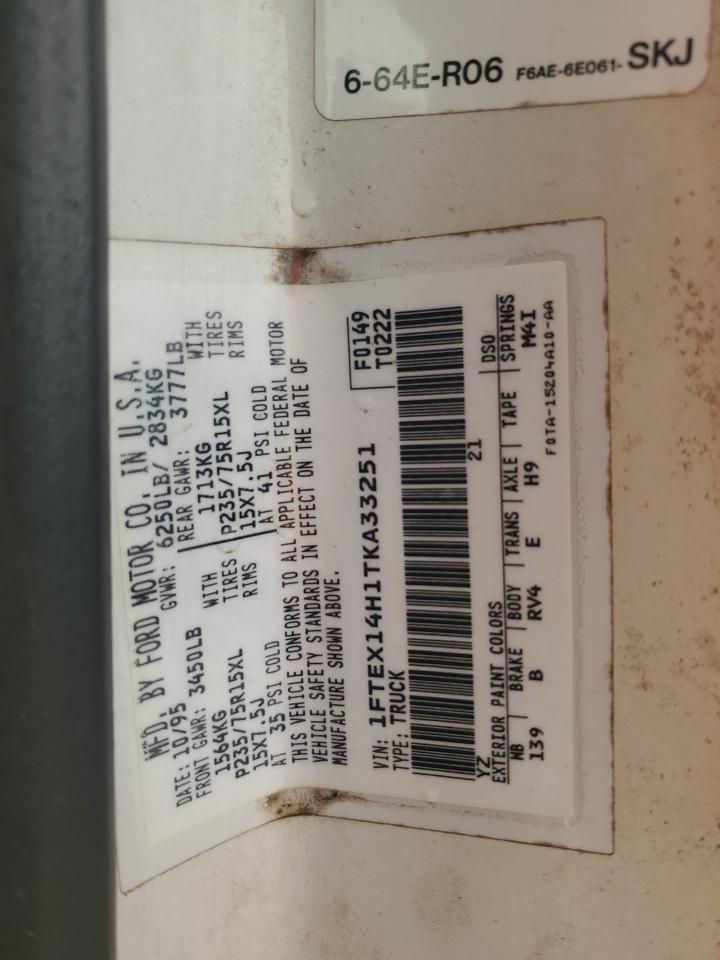 6-64E-R06 F6AE-6E061- SKJ
MFD. BY FORD MOTOR CO. IN U.S.A.
DATE: 10/95 GVWR: 6250LB/ 2834KG
FRONT GAWR: 3450LB REAR GAWR: 3777LB
1564KG WITH 1713KG WITH
P235/75R15XL TIRES P235/75R15XL TIRES
15X7.5J RIMS 15X7.5J RIMS
AT 35 PSI COLD AT 41 PSI COLD
THIS VEHICLE CONFORMS TO ALL APPLICABLE FEDERAL MOTOR
VEHICLE SAFETY STANDARDS IN EFFECT ON THE DATE OF
MANUFACTURE SHOWN ABOVE.
VIN: 1FTEX14H1TKA33251 F0149
TYPE: TRUCK T0222
YZ 21
EXTERIOR PAINT COLORS DSO
WB BRAKE BODY TRANS AXLE TAPE SPRINGS
139 B RV4 E H9 M4I
F0TA-15204A10-AA